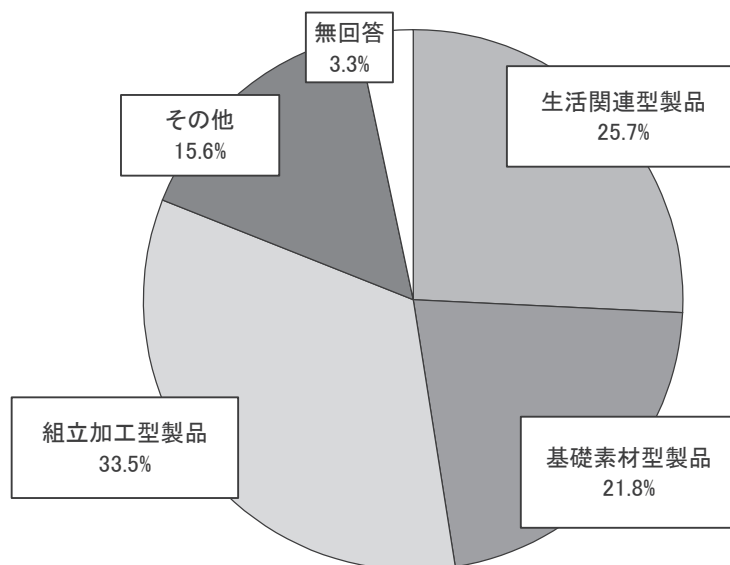 無回答
3.3%
生活関連型製品
25.7%
その他
15.6%
組立加工型製品
33.5%
基礎素材型製品
21.8%